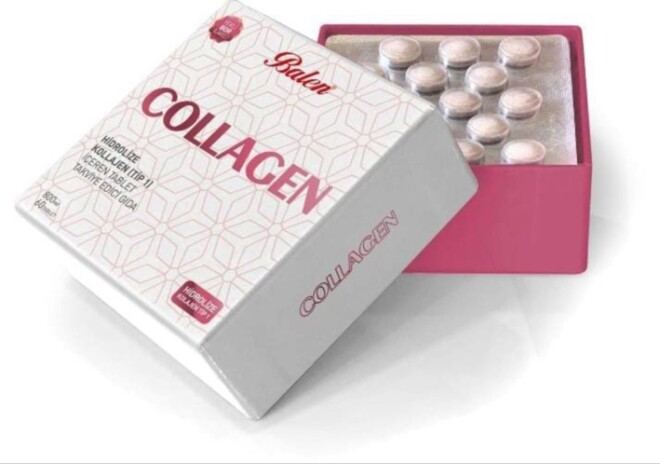 Balen
COLLAGEN
HİDROLİZE
KOLLAJEN (TİP 1)
İÇEREN TABLET
TAKVİYE EDİCİ GIDA
HİDROLİZE
KOLAJEN TİP 1
COLLAGEN